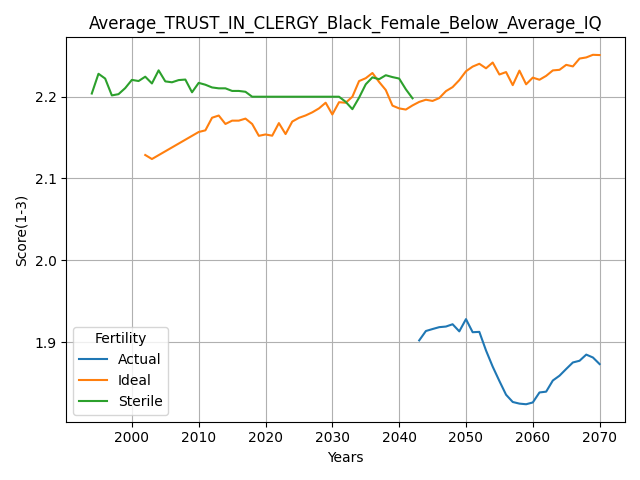 Average_TRUST_IN_CLERGY_Black_Female_Below_Average_IQ
Score(1-3)
2.2
2.1
2.0
1.9
Fertility
Actual
Ideal
Sterile
2000 2010 2020 2030 2040 2050 2060 2070
Years